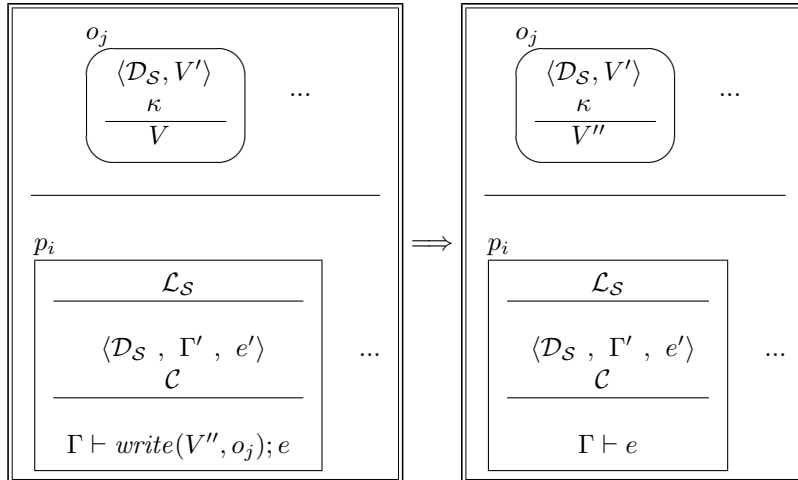 o_j o_j
⟨𝒟_𝒮, V′⟩ ⟨𝒟_𝒮, V′⟩
κ ... κ ...
V V″
p_i ⟹ p_i
ℒ_𝒮 ℒ_𝒮
⟨𝒟_𝒮 , Γ′ , e′⟩ ... ⟨𝒟_𝒮 , Γ′ , e′⟩ ...
𝒞 𝒞
Γ ⊢ write(V″, o_j); e Γ ⊢ e